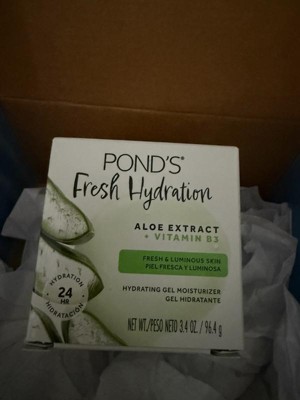 POND'S®
Fresh Hydration
ALOE EXTRACT
+ VITAMIN B3
FRESH & LUMINOUS SKIN
PIEL FRESCA Y LUMINOSA
HYDRATING GEL MOISTURIZER
GEL HIDRATANTE
HYDRATION
24
HR
HIDRATACIÓN
NET WT./PESO NETO 3.4 OZ. / 96.4 g